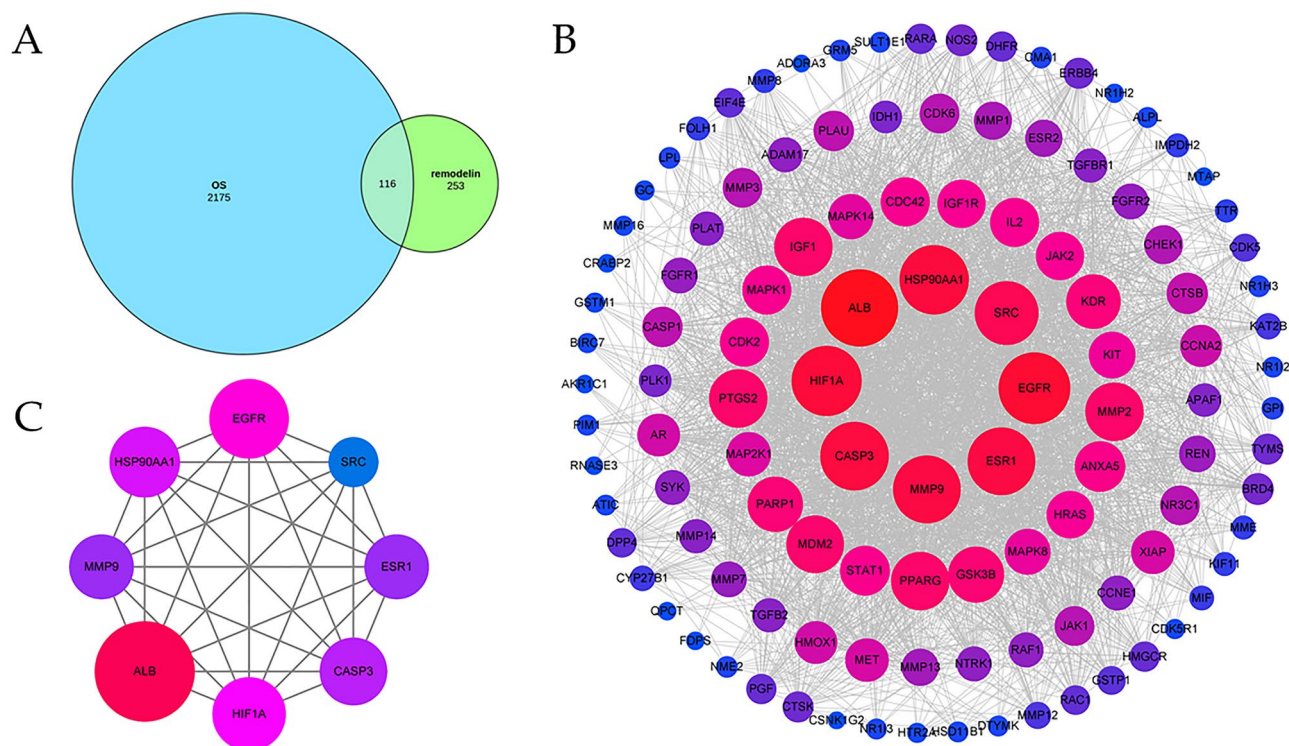 A
OS
2175
116
remodelin
253
B
SULT1E1
RARA
NOS2
DHFR
CMA1
ERBB4
NR1H2
ALPL
IMPDH2
MTAP
TTR
CDK5
NR1H3
KAT2B
NR1I2
GPI
TYMS
BRD4
MME
KIF11
MIF
CDK5R1
HMGCR
GSTP1
RAC1
MMP12
DTYMK
HSD11B1
HTR2A
NR1I3
CSNK1G2
CTSK
PGF
NME2
FDPS
QPCT
CYP27B1
DPP4
ATIC
RNASE3
PIM1
AKR1C1
BIRC7
GSTM1
CRABP2
MMP16
GC
LPL
FOLH1
EIF4E
MMP8
ADORA3
GRM5
IDH1
CDK6
MMP1
ESR2
TGFBR1
FGFR2
CHEK1
CTSB
CCNA2
APAF1
REN
NR3C1
XIAP
CCNE1
JAK1
RAF1
NTRK1
MMP13
MET
HMOX1
TGFB2
MMP7
MMP14
SYK
AR
PLK1
CASP1
FGFR1
PLAT
MMP3
ADAM17
PLAU
CDC42
IGF1R
IL2
JAK2
KDR
KIT
MMP2
ANXA5
HRAS
MAPK8
GSK3B
PPARG
STAT1
MDM2
PARP1
MAP2K1
PTGS2
CDK2
MAPK1
IGF1
MAPK14
HSP90AA1
SRC
EGFR
ESR1
MMP9
CASP3
HIF1A
ALB
C
EGFR
SRC
HSP90AA1
MMP9
ESR1
ALB
CASP3
HIF1A